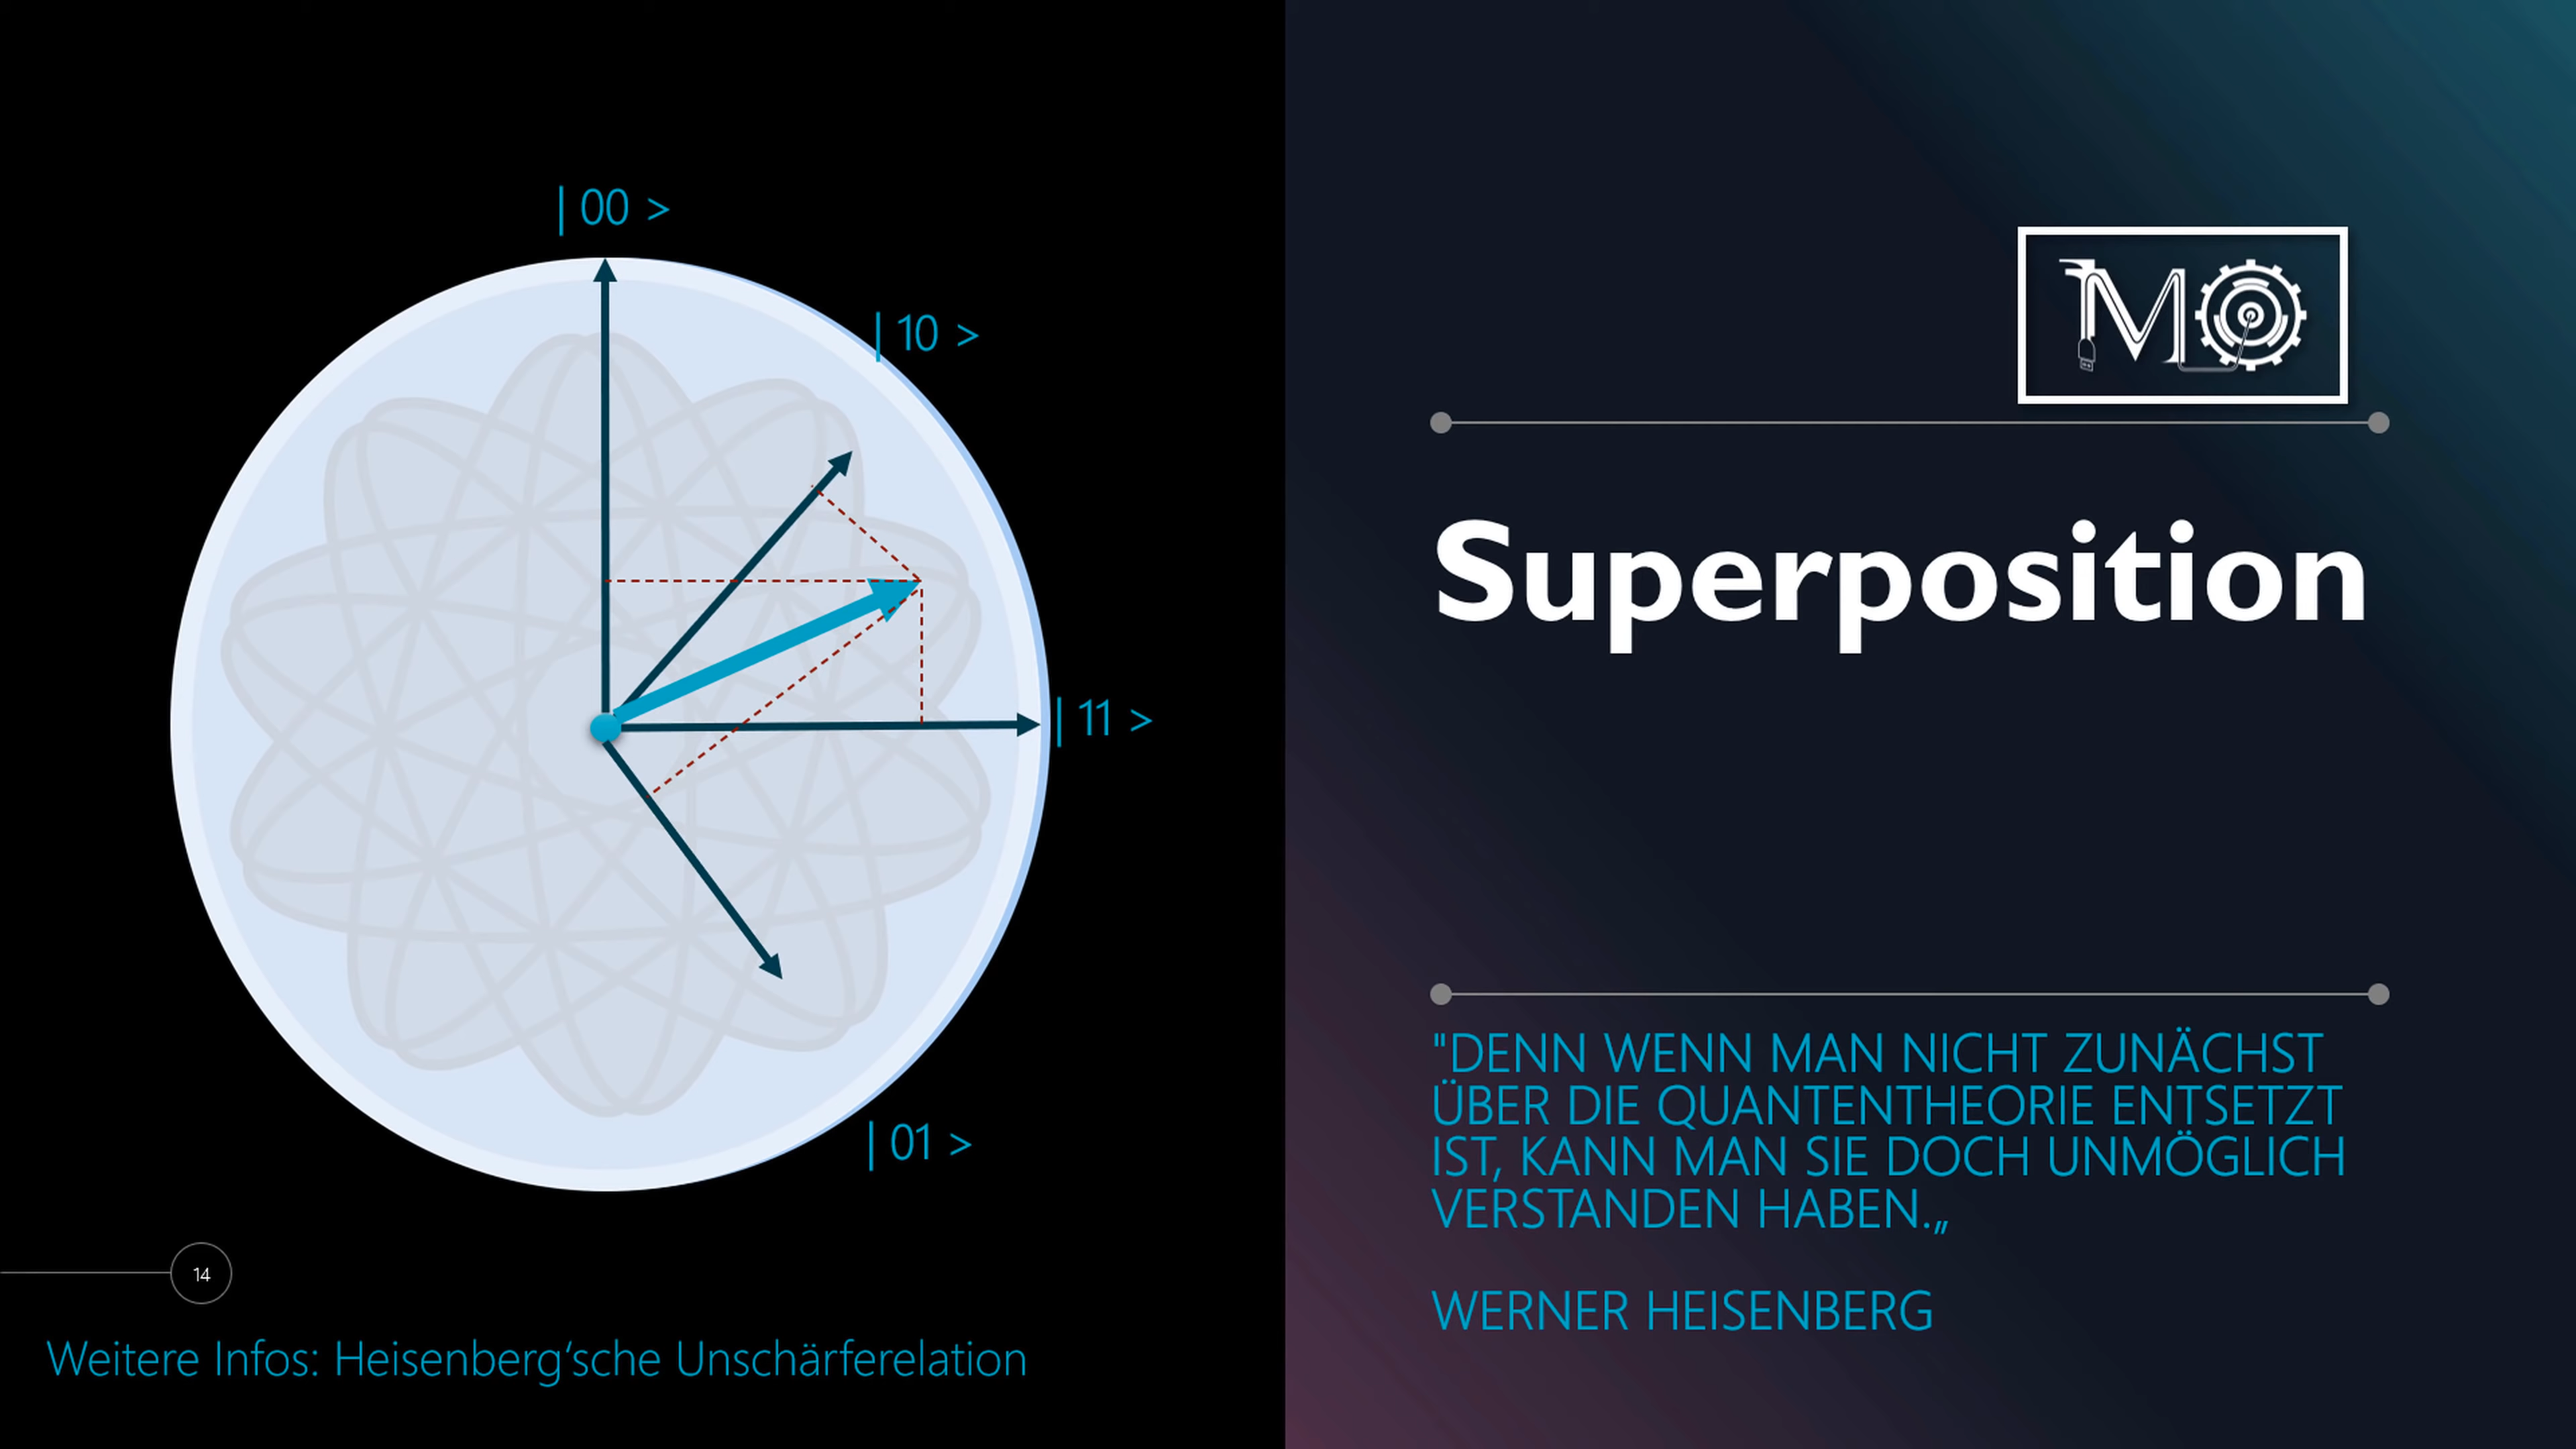 | 00 >
| 10 >
| 11 >
| 01 >
14
Weitere Infos: Heisenberg‘sche Unschärferelation
MO
Superposition
"DENN WENN MAN NICHT ZUNÄCHST
ÜBER DIE QUANTENTHEORIE ENTSETZT
IST, KANN MAN SIE DOCH UNMÖGLICH
VERSTANDEN HABEN.„
WERNER HEISENBERG